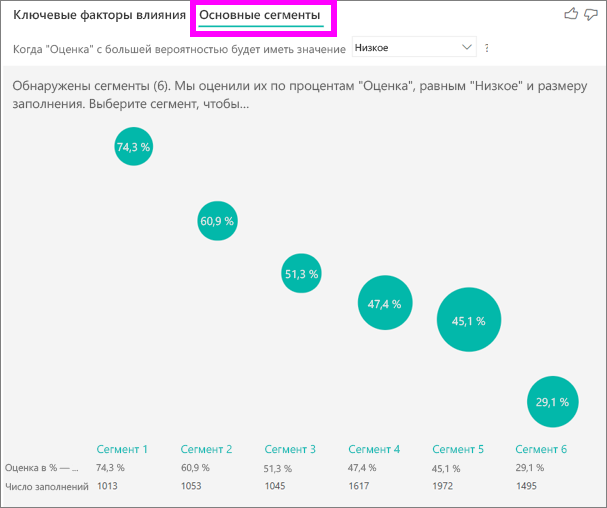 Ключевые факторы влияния Основные сегменты
Когда "Оценка" с большей вероятностью будет иметь значение Низкое
Обнаружены сегменты (6). Мы оценили их по процентам "Оценка", равным "Низкое" и размеру
заполнения. Выберите сегмент, чтобы...
74,3 %
60,9 %
51,3 %
47,4 %
45,1 %
29,1 %
Сегмент 1 Сегмент 2 Сегмент 3 Сегмент 4 Сегмент 5 Сегмент 6
Оценка в % — ... 74,3 % 60,9 % 51,3 % 47,4 % 45,1 % 29,1 %
Число заполнений 1013 1053 1045 1617 1972 1495